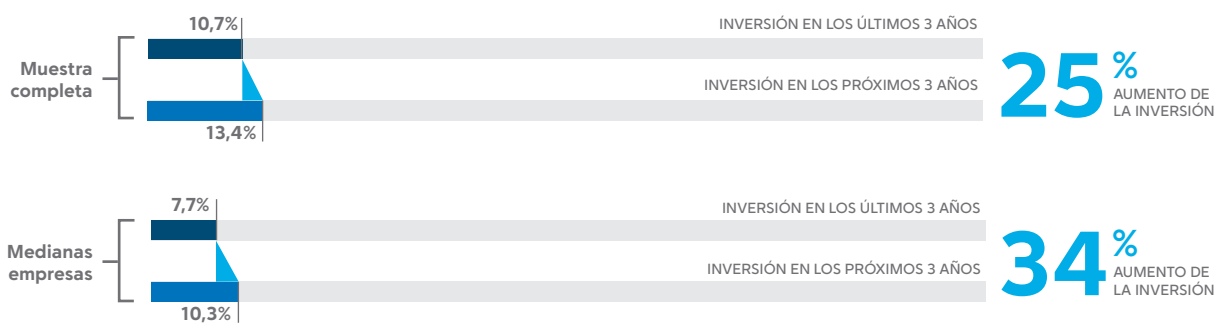 10,7%
INVERSIÓN EN LOS ÚLTIMOS 3 AÑOS
Muestra
completa
INVERSIÓN EN LOS PRÓXIMOS 3 AÑOS
13,4%
25%
AUMENTO DE
LA INVERSIÓN
7,7%
INVERSIÓN EN LOS ÚLTIMOS 3 AÑOS
Medianas
empresas
INVERSIÓN EN LOS PRÓXIMOS 3 AÑOS
10,3%
34%
AUMENTO DE
LA INVERSIÓN